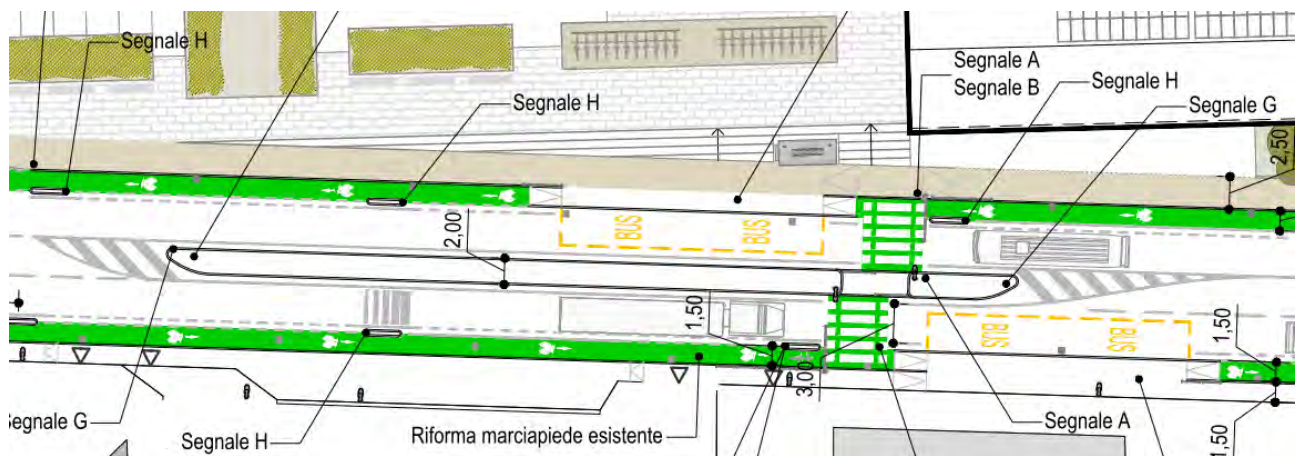 Segnale H
Segnale A
Segnale B
Segnale H
Segnale H
Segnale G
2,50
BUS
BUS
2,00
1,50
BUS
BUS
1,50
3,00
Segnale G
Segnale H
Riforma marciapiede esistente
Segnale A
1,50